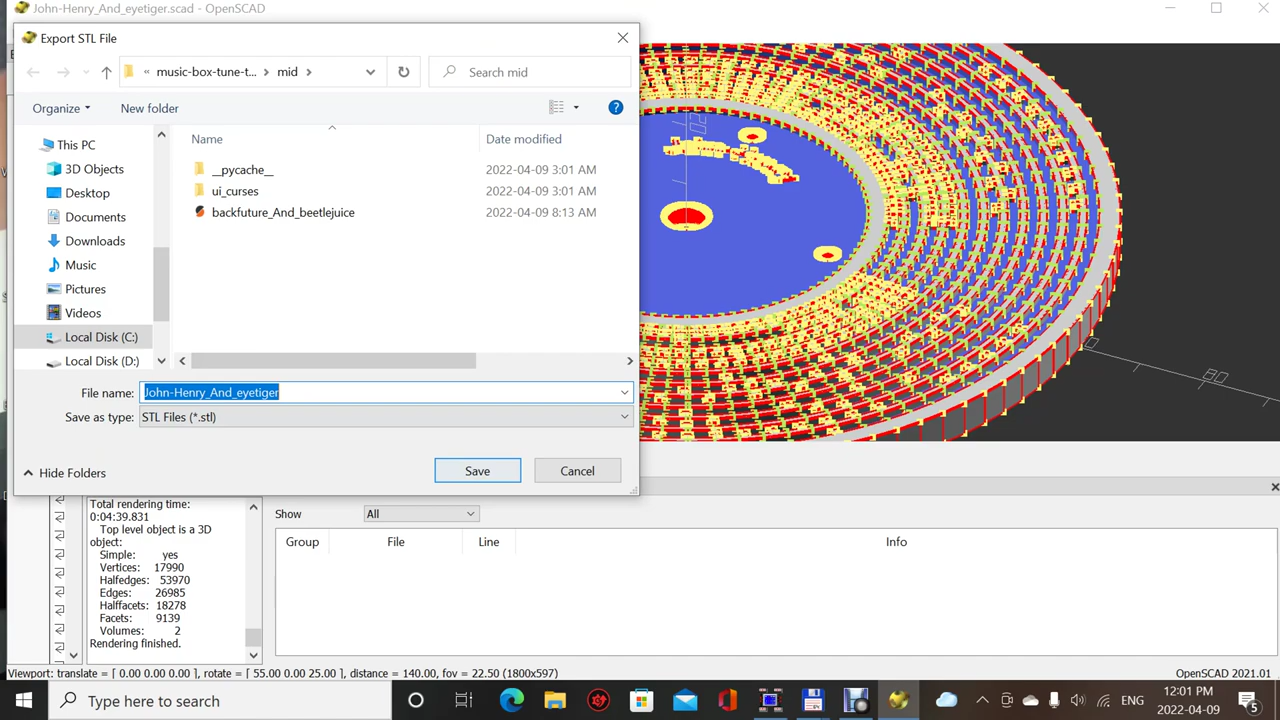 John-Henry_And_eyetiger.scad - OpenSCAD
Export STL File
« music-box-tune-t... › mid ›
Search mid
Organize
New folder
Name
Date modified
This PC
3D Objects
Desktop
Documents
Downloads
Music
Pictures
Videos
Local Disk (C:)
Local Disk (D:)
__pycache__ 2022-04-09 3:01 AM
ui_curses 2022-04-09 3:01 AM
backfuture_And_beetlejuice 2022-04-09 8:13 AM
File name: John-Henry_And_eyetiger
Save as type: STL Files (*.stl)
Hide Folders
Save
Cancel
80
Total rendering time:
0:04:39.831
Top level object is a 3D
object:
Simple: yes
Vertices: 17990
Halfedges: 53970
Edges: 26985
Halffacets: 18278
Facets: 9139
Volumes: 2
Rendering finished.
Show All
Group File Line Info
Viewport: translate = [ 0.00 0.00 0.00 ], rotate = [ 55.00 0.00 25.00 ], distance = 140.00, fov = 22.50 (1800x597)
OpenSCAD 2021.01
Type here to search
ENG
12:01 PM
2022-04-09
5